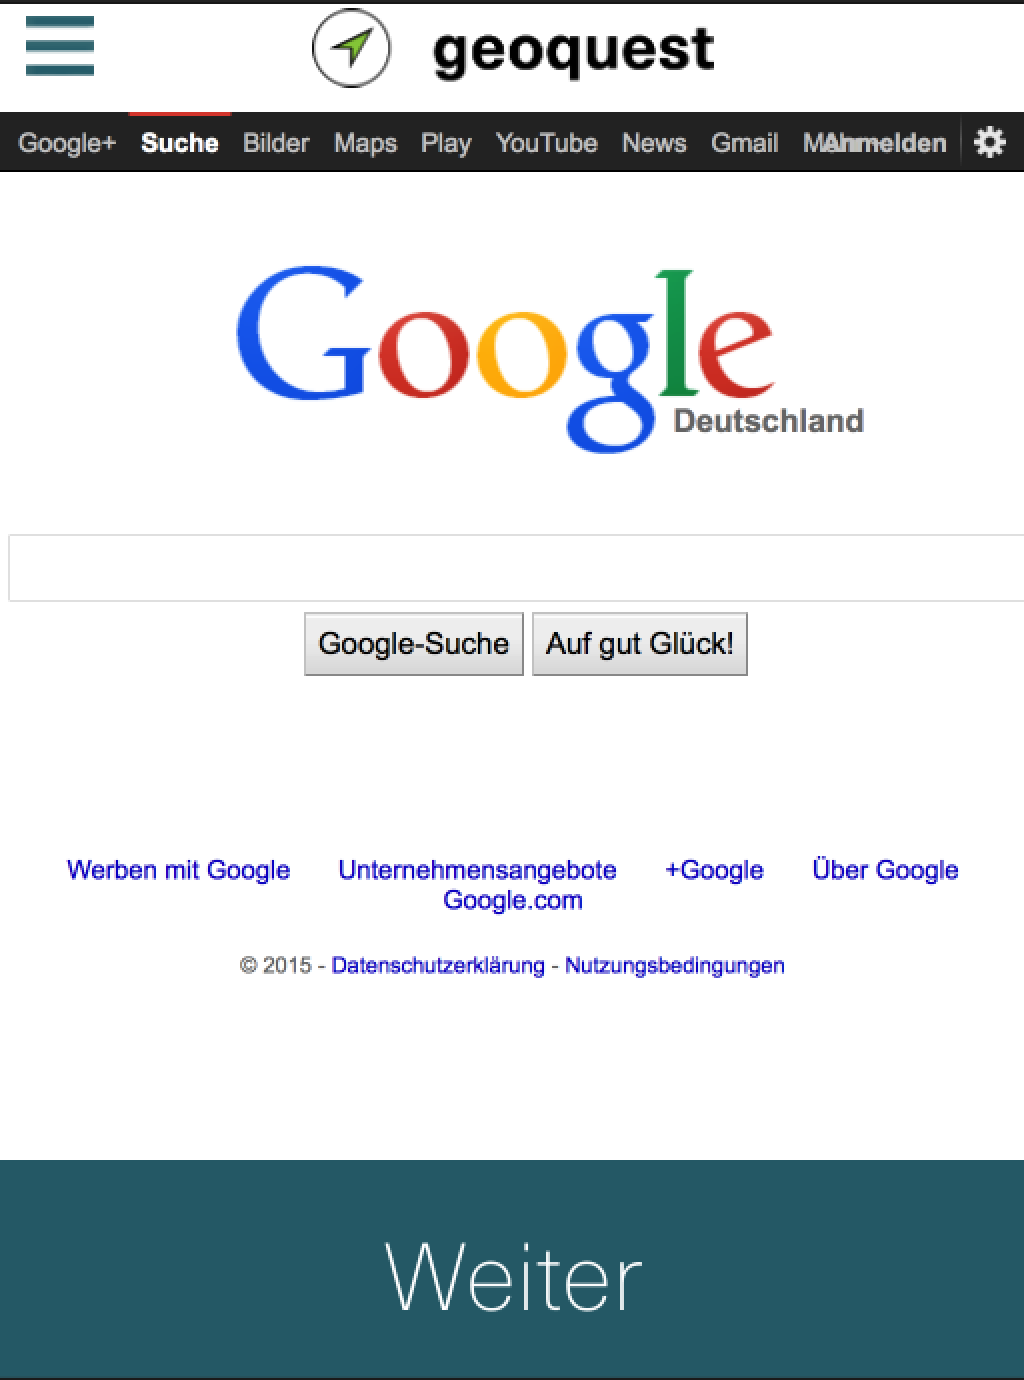 geoquest
Google+ Suche Bilder Maps Play YouTube News Gmail Anmelden
Google
Deutschland
Google-Suche Auf gut Glück!
Werben mit Google Unternehmensangebote +Google Über Google
Google.com
© 2015 - Datenschutzerklärung - Nutzungsbedingungen
Weiter